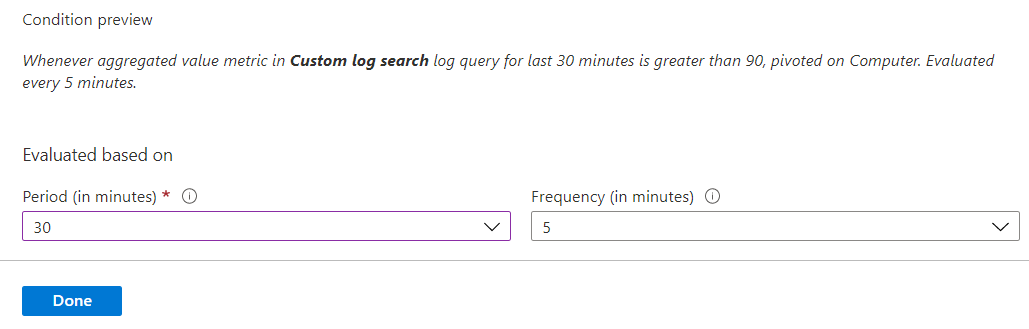 Condition preview
Whenever aggregated value metric in Custom log search log query for last 30 minutes is greater than 90, pivoted on Computer. Evaluated
every 5 minutes.
Evaluated based on
Period (in minutes) *
Frequency (in minutes)
30
5
Done